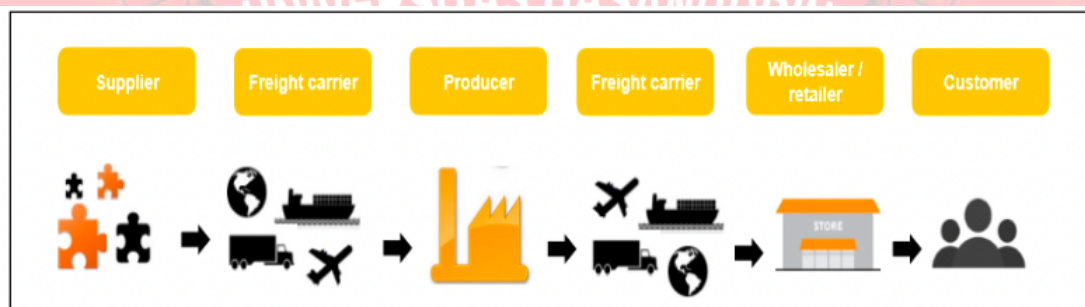 Supplier
Freight carrier
Producer
Freight carrier
Wholesaler /
retailer
Customer
STORE